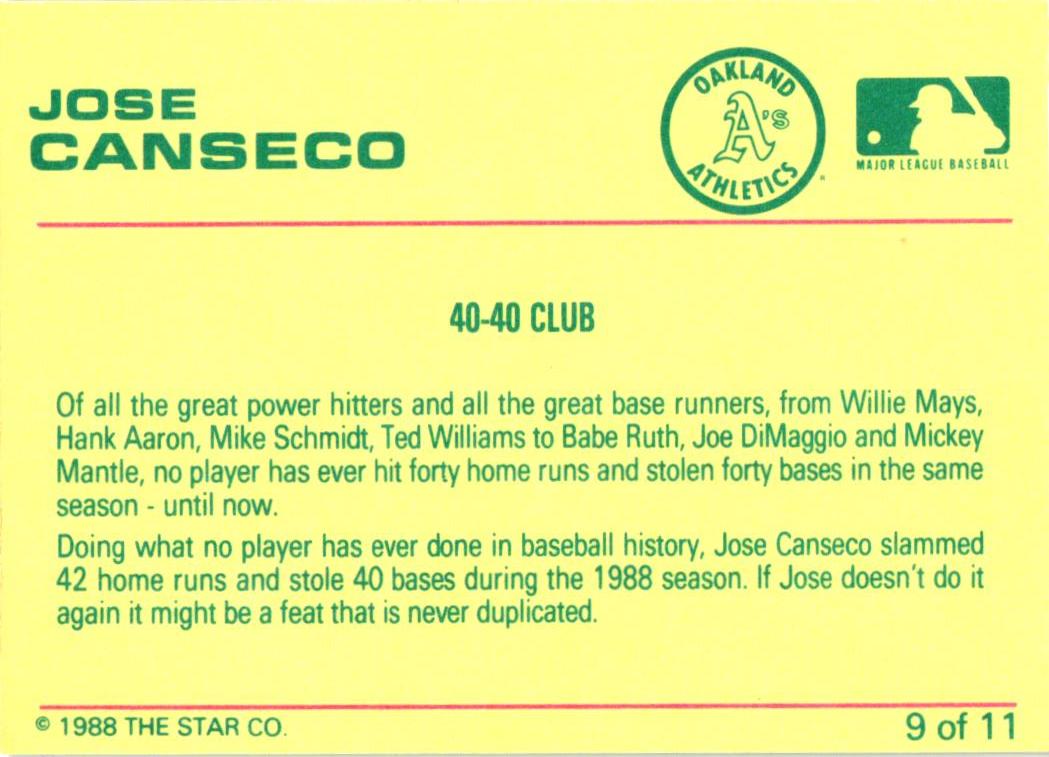 JOSE
CANSECO
OAKLAND
A's
ATHLETICS
MAJOR LEAGUE BASEBALL
40-40 CLUB
Of all the great power hitters and all the great base runners, from Willie Mays,
Hank Aaron, Mike Schmidt, Ted Williams to Babe Ruth, Joe DiMaggio and Mickey
Mantle, no player has ever hit forty home runs and stolen forty bases in the same
season - until now.
Doing what no player has ever done in baseball history, Jose Canseco slammed
42 home runs and stole 40 bases during the 1988 season. If Jose doesn't do it
again it might be a feat that is never duplicated.
© 1988 THE STAR CO.
9 of 11